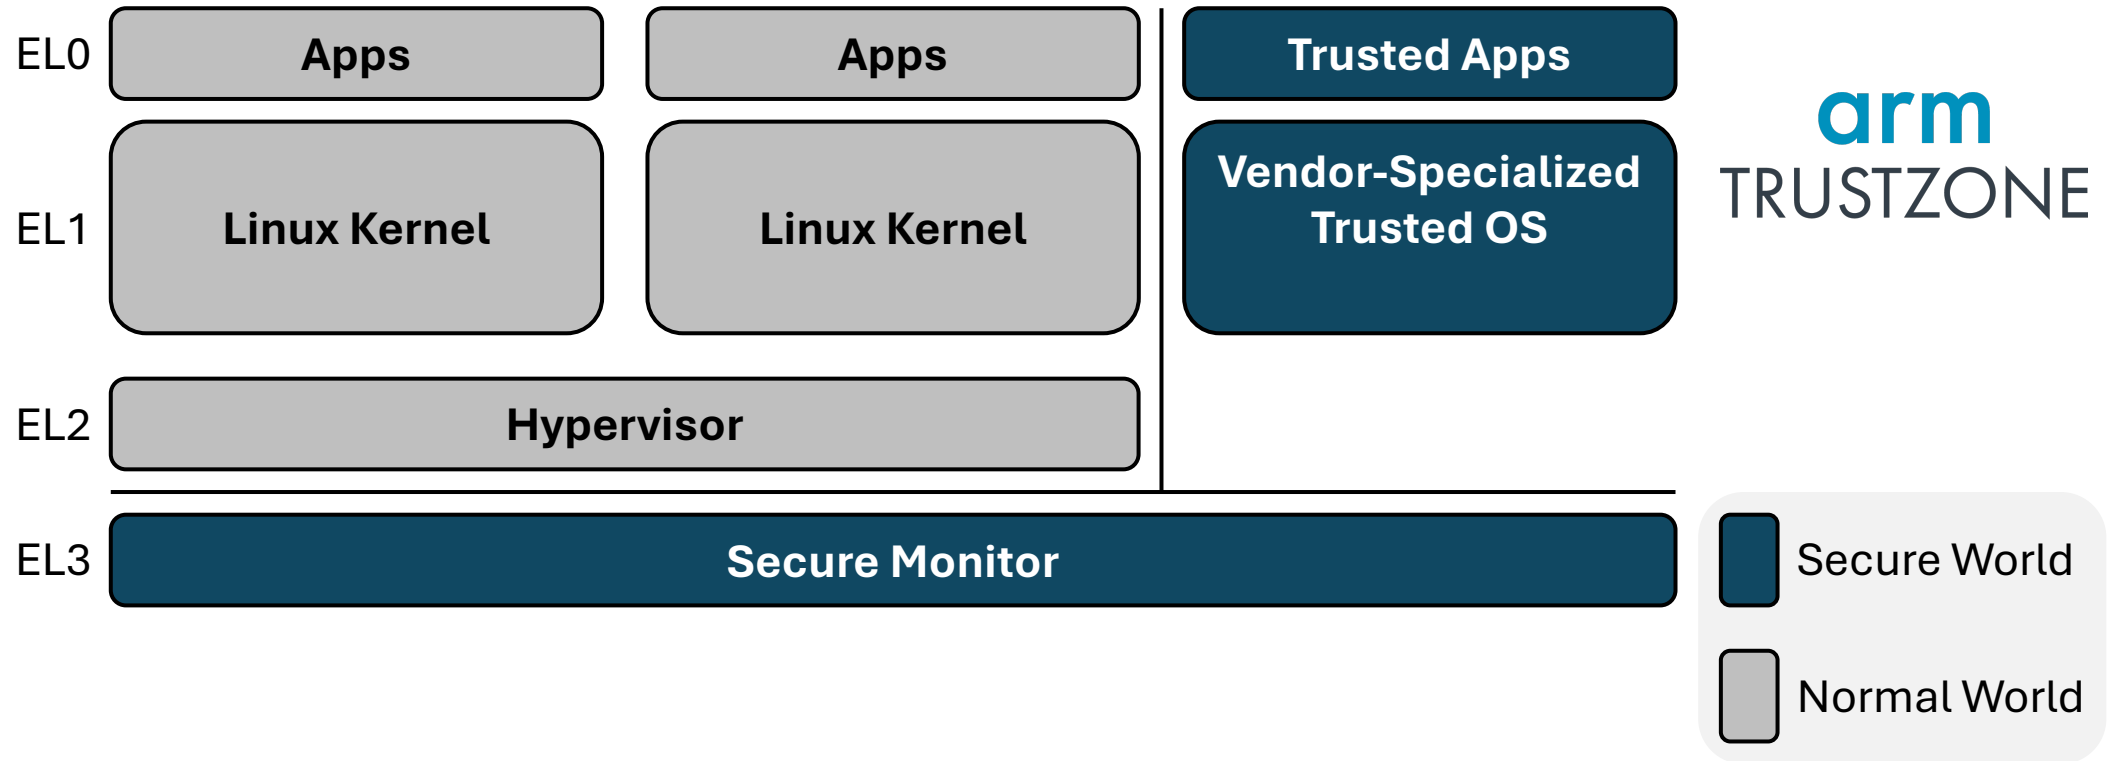 EL0
Apps
Apps
Trusted Apps
arm
TRUSTZONE
EL1
Linux Kernel
Linux Kernel
Vendor-Specialized
Trusted OS
EL2
Hypervisor
EL3
Secure Monitor
Secure World
Normal World